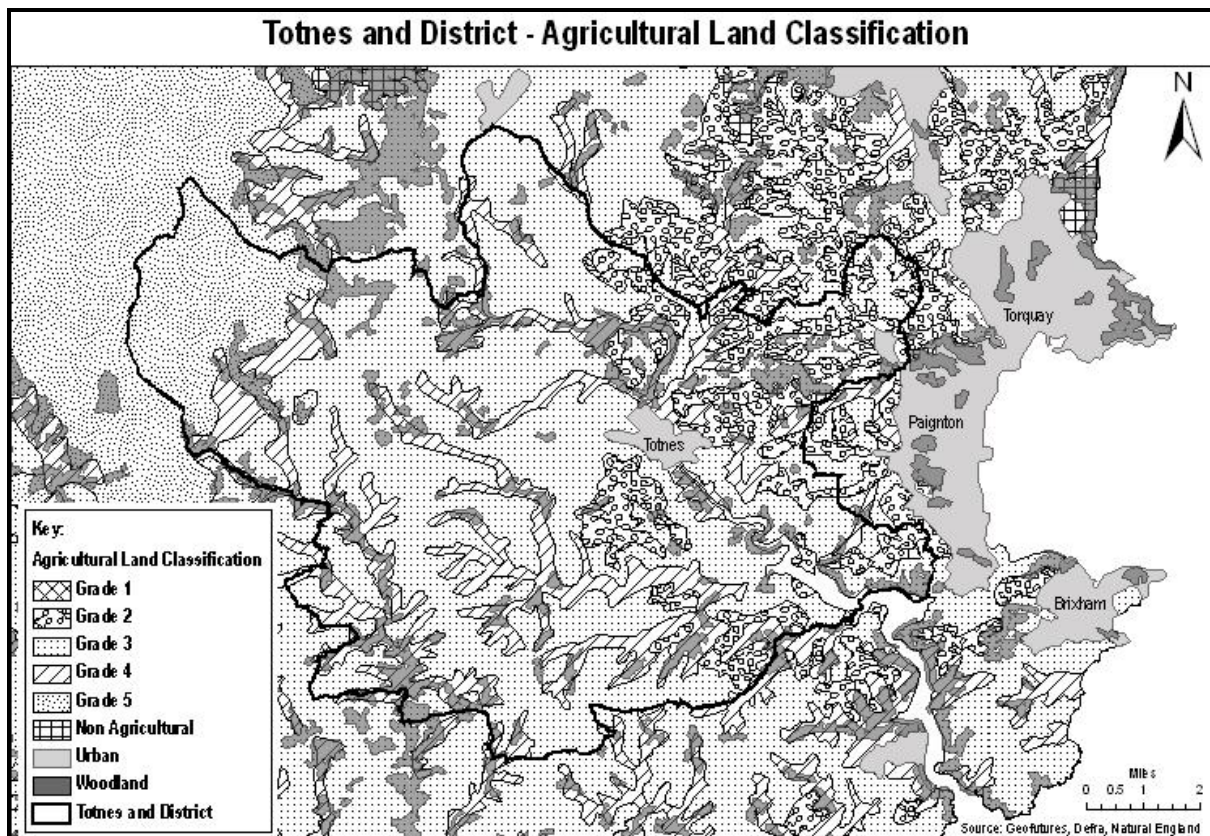 Totnes and District - Agricultural Land Classification
N
Torquay
Paignton
Totnes
Brixham
Key:
Agricultural Land Classification
Grade 1
Grade 2
Grade 3
Grade 4
Grade 5
Non Agricultural
Urban
Woodland
Totnes and District
Miles
0 0.5 1 2
Source: Geofutures, Defra, Natural England